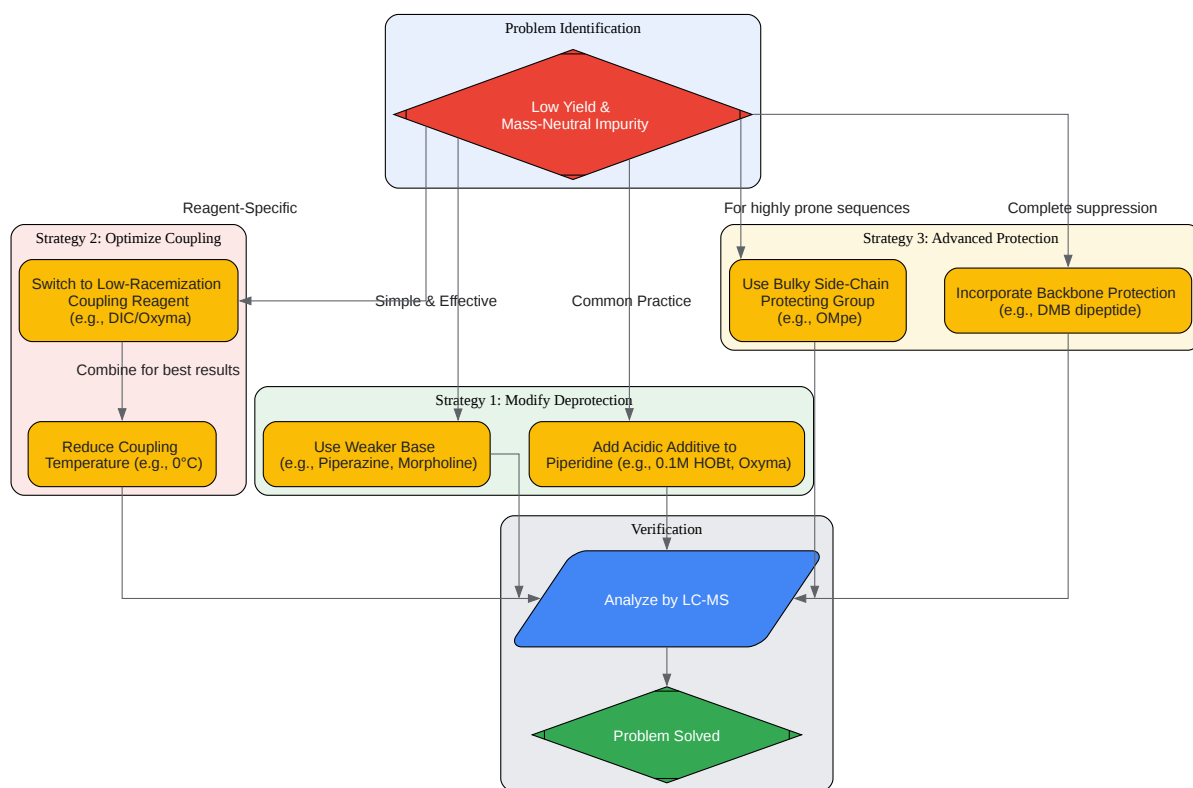 Problem Identification
Low Yield &
Mass-Neutral Impurity
Reagent-Specific
For highly prone sequences
Complete suppression
Strategy 2: Optimize Coupling
Switch to Low-Racemization
Coupling Reagent
(e.g., DIC/Oxyma)
Combine for best results
Reduce Coupling
Temperature (e.g., 0°C)
Simple & Effective
Common Practice
Strategy 3: Advanced Protection
Use Bulky Side-Chain
Protecting Group
(e.g., OMpe)
Incorporate Backbone Protection
(e.g., DMB dipeptide)
Strategy 1: Modify Deprotection
Use Weaker Base
(e.g., Piperazine, Morpholine)
Add Acidic Additive to
Piperidine (e.g., 0.1M HOBt, Oxyma)
Verification
Analyze by LC-MS
Problem Solved